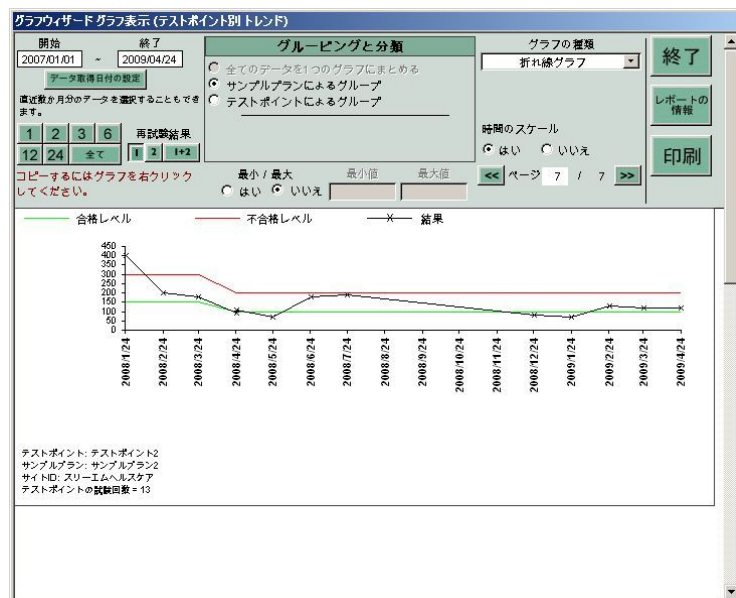 グラフウィザード グラフ表示 (テストポイント別 トレンド)
開始 終了
2007/01/01 ~ 2009/04/24
データ取得日付の設定
直近数か月分のデータを選択することもでき
ます。
1 2 3 6 再試験結果
12 24 全て 1 2 1+2
コピーするにはグラフを右クリック
してください。
グルーピングと分類
全てのデータを1つのグラフにまとめる
サンプルプランによるグループ
テストポイントによるグループ
最小 / 最大 最小値 最大値
はい いいえ
グラフの種類
折れ線グラフ
時間のスケール
はい いいえ
<< ページ 7 / 7 >>
終了
レポートの
情報
印刷
合格レベル 不合格レベル 結果
450
400
350
300
250
200
150
100
50
0
2008/1/24
2008/2/24
2008/3/24
2008/4/24
2008/5/24
2008/6/24
2008/7/24
2008/8/24
2008/9/24
2008/10/24
2008/11/24
2008/12/24
2009/1/24
2009/2/24
2009/3/24
2009/4/24
テストポイント: テストポイント2
サンプルプラン: サンプルプラン2
サイトID: スリーエムヘルスケア
テストポイントの試験回数 = 13